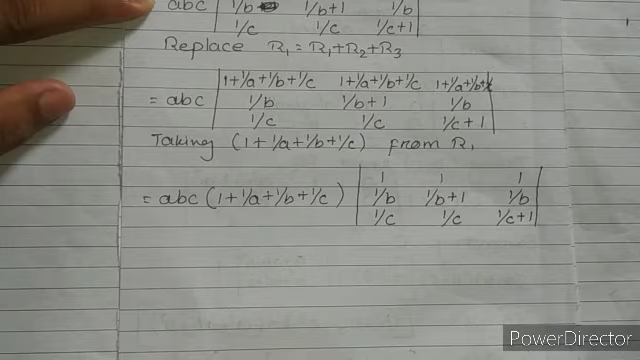 abc | 1/b 1/b+1 1/b |
1/c 1/c 1/c+1
Replace R₁ = R₁+R₂+R₃
1+1/a+1/b+1/c 1+1/a+1/b+1/c 1+1/a+1/b+1/c
= abc | 1/b 1/b+1 1/b |
1/c 1/c 1/c+1
Taking (1+1/a+1/b+1/c) from R₁
1 1 1
= abc (1+1/a+1/b+1/c) | 1/b 1/b+1 1/b |
1/c 1/c 1/c+1
PowerDirector